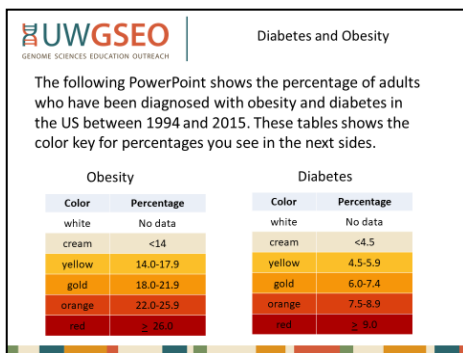 UWGSEO
GENOME SCIENCES EDUCATION OUTREACH
Diabetes and Obesity
The following PowerPoint shows the percentage of adults
who have been diagnosed with obesity and diabetes in
the US between 1994 and 2015. These tables shows the
color key for percentages you see in the next sides.
Obesity
Color Percentage
white No data
cream <14
yellow 14.0-17.9
gold 18.0-21.9
orange 22.0-25.9
red ≥ 26.0
Diabetes
Color Percentage
white No data
cream <4.5
yellow 4.5-5.9
gold 6.0-7.4
orange 7.5-8.9
red ≥ 9.0